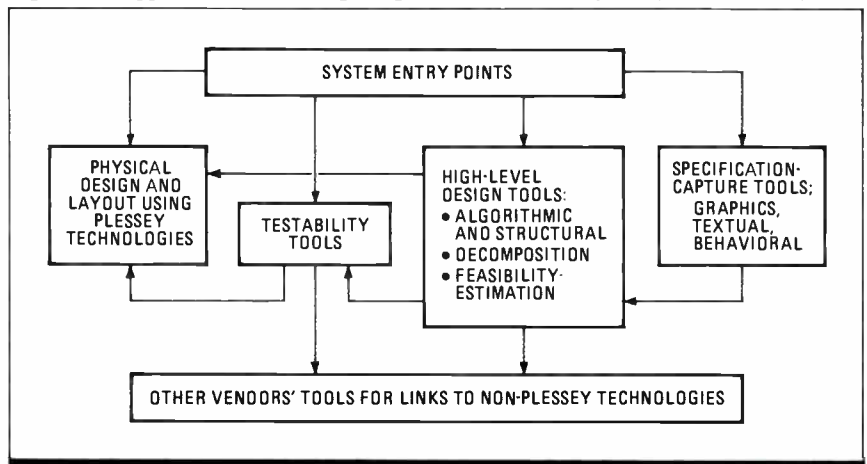 SYSTEM ENTRY POINTS
PHYSICAL
DESIGN AND
LAYOUT USING
PLESSEY
TECHNOLOGIES
TESTABILITY
TOOLS
HIGH-LEVEL
DESIGN TOOLS:
• ALGORITHMIC
AND STRUCTURAL
• DECOMPOSITION
• FEASIBILITY-
ESTIMATION
SPECIFICATION-
CAPTURE TOOLS;
GRAPHICS,
TEXTUAL,
BEHAVIORAL
OTHER VENDORS' TOOLS FOR LINKS TO NON-PLESSEY TECHNOLOGIES